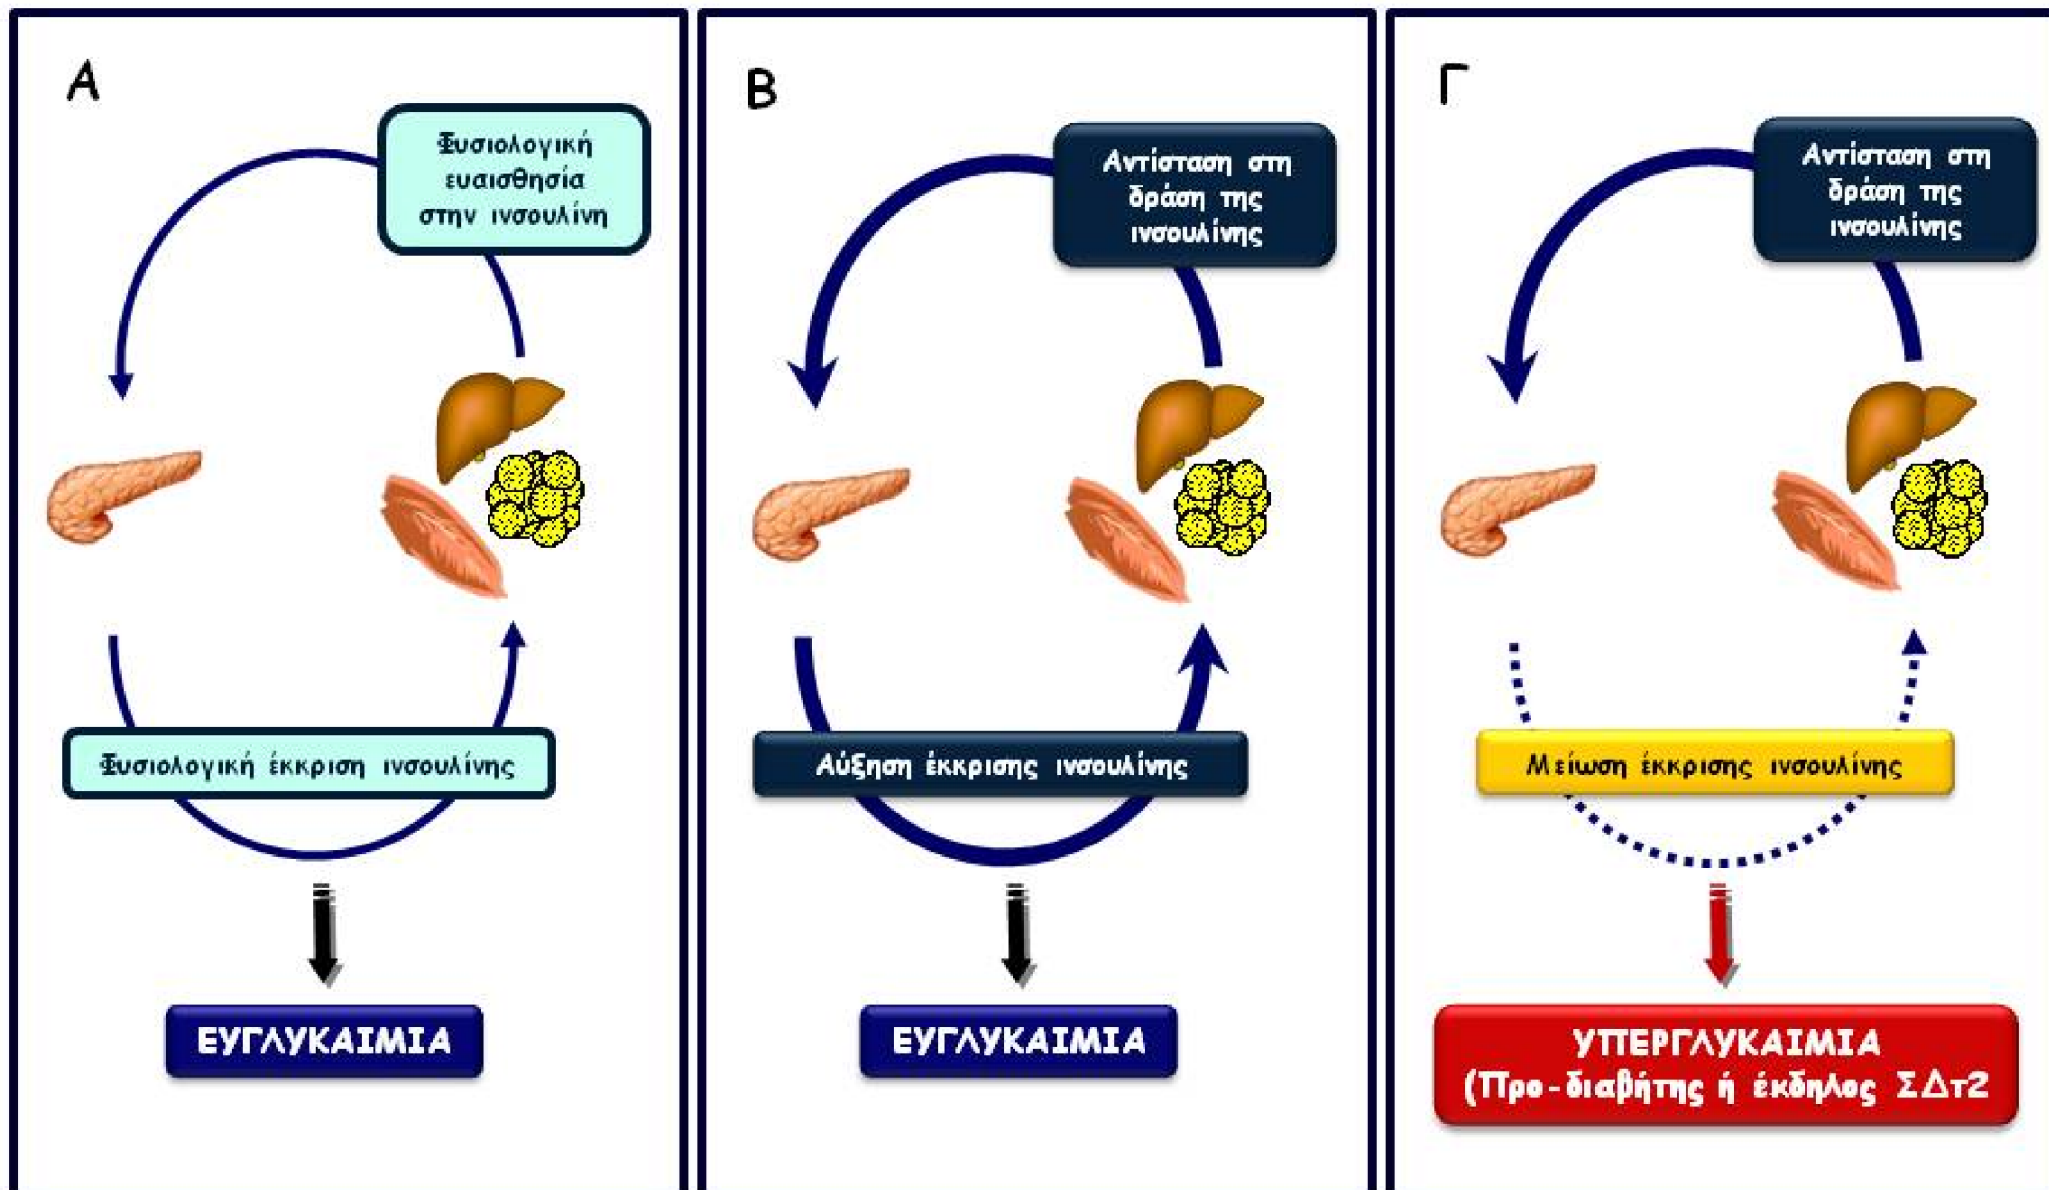 Α
Φυσιολογική
ευαισθησία
στην ινσουλίνη
Φυσιολογική έκκριση ινσουλίνης
ΕΥΓΛΥΚΑΙΜΙΑ
Β
Αντίσταση στη
δράση της
ινσουλίνης
Αύξηση έκκρισης ινσουλίνης
ΕΥΓΛΥΚΑΙΜΙΑ
Γ
Αντίσταση στη
δράση της
ινσουλίνης
Μείωση έκκρισης ινσουλίνης
ΥΠΕΡΓΛΥΚΑΙΜΙΑ
(Προ-διαβήτης ή έκδηλος ΣΔτ2